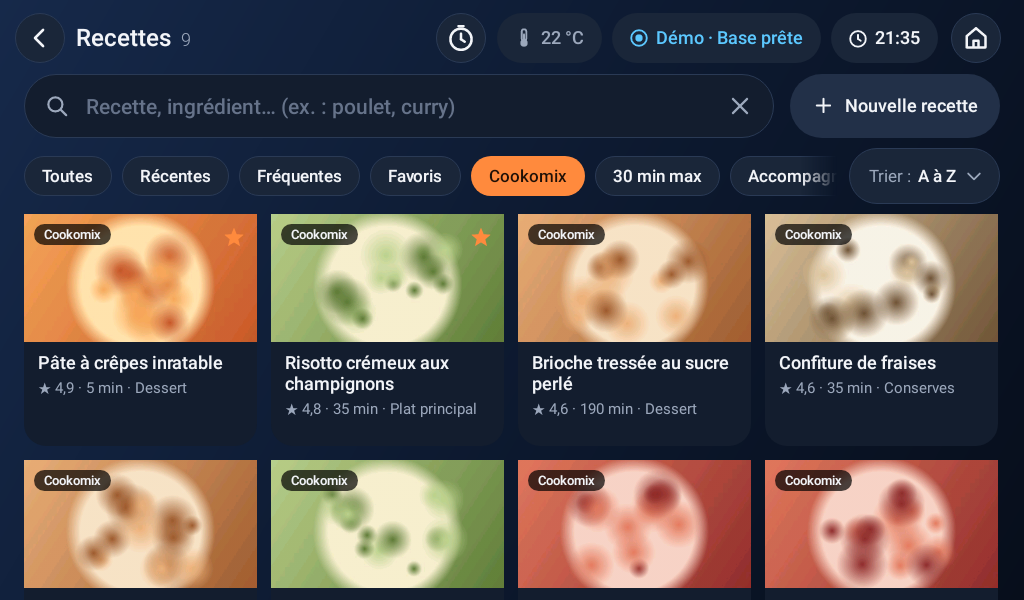 Recettes 9
22 °C
Démo · Base prête
21:35
Recette, ingrédient… (ex. : poulet, curry)
Nouvelle recette
Toutes
Récentes
Fréquentes
Favoris
Cookomix
30 min max
Accompag
Trier : A à Z
Cookomix
Cookomix
Cookomix
Cookomix
Pâte à crêpes inratable
★ 4,9 · 5 min · Dessert
Risotto crémeux aux
champignons
★ 4,8 · 35 min · Plat principal
Brioche tressée au sucre
perlé
★ 4,6 · 190 min · Dessert
Confiture de fraises
★ 4,6 · 35 min · Conserves
Cookomix
Cookomix
Cookomix
Cookomix